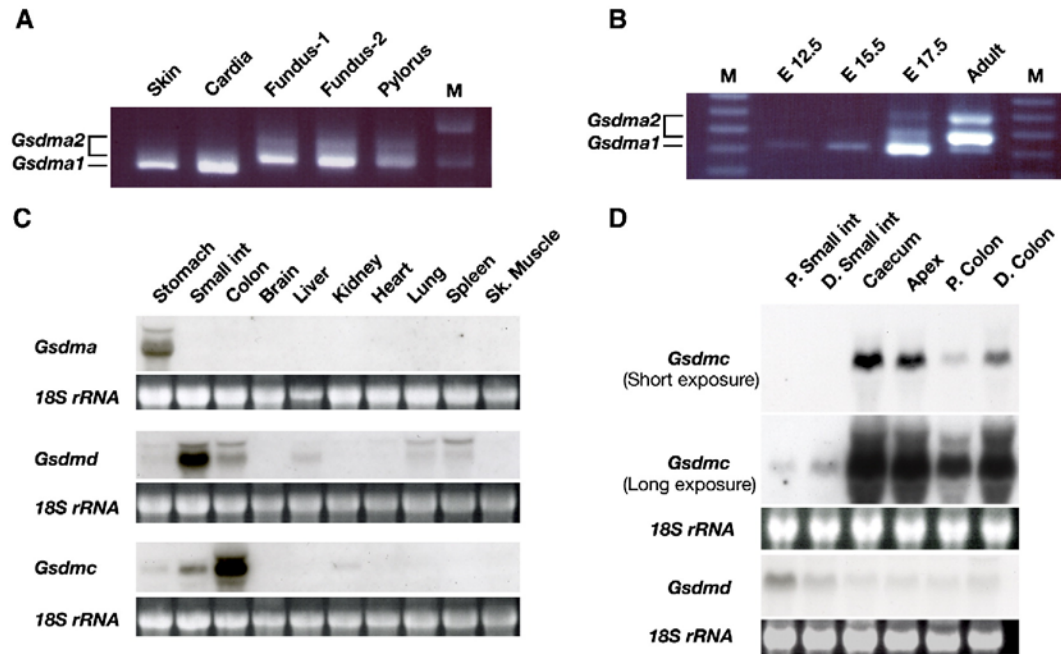 A
Skin
Cardia
Fundus-1
Fundus-2
Pylorus
M
Gsdma2
Gsdma1
B
M
E 12.5
E 15.5
E 17.5
Adult
M
Gsdma2
Gsdma1
C
Stomach
Small int
Colon
Brain
Liver
Kidney
Heart
Lung
Spleen
Sk. Muscle
Gsdma
18S rRNA
Gsdmd
18S rRNA
Gsdmc
18S rRNA
D
P. Small int
D. Small int
Caecum
Apex
P. Colon
D. Colon
Gsdmc
(Short exposure)
Gsdmc
(Long exposure)
18S rRNA
Gsdmd
18S rRNA